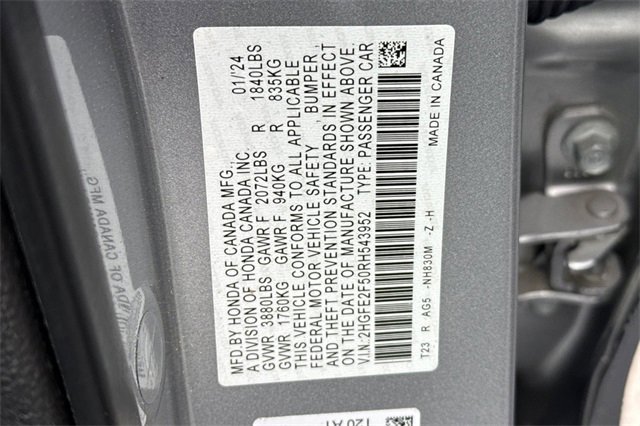 MFD.BY HONDA OF CANADA MFG. 01/24
A DIVISION OF HONDA CANADA INC.
GVWR 3880LBS GAWR F 2072LBS R 1840LBS
GVWR 1760KG GAWR F 940KG R 835KG
THIS VEHICLE CONFORMS TO ALL APPLICABLE
FEDERAL MOTOR VEHICLE SAFETY, BUMPER,
AND THEFT PREVENTION STANDARDS IN EFFECT
ON THE DATE OF MANUFACTURE SHOWN ABOVE.
V.I.N:2HGFE2F50RH543952 TYPE: PASSENGER CAR
T23 R AG5 -NH830M -Z -H MADE IN CANADA
OF CANADA MFG.